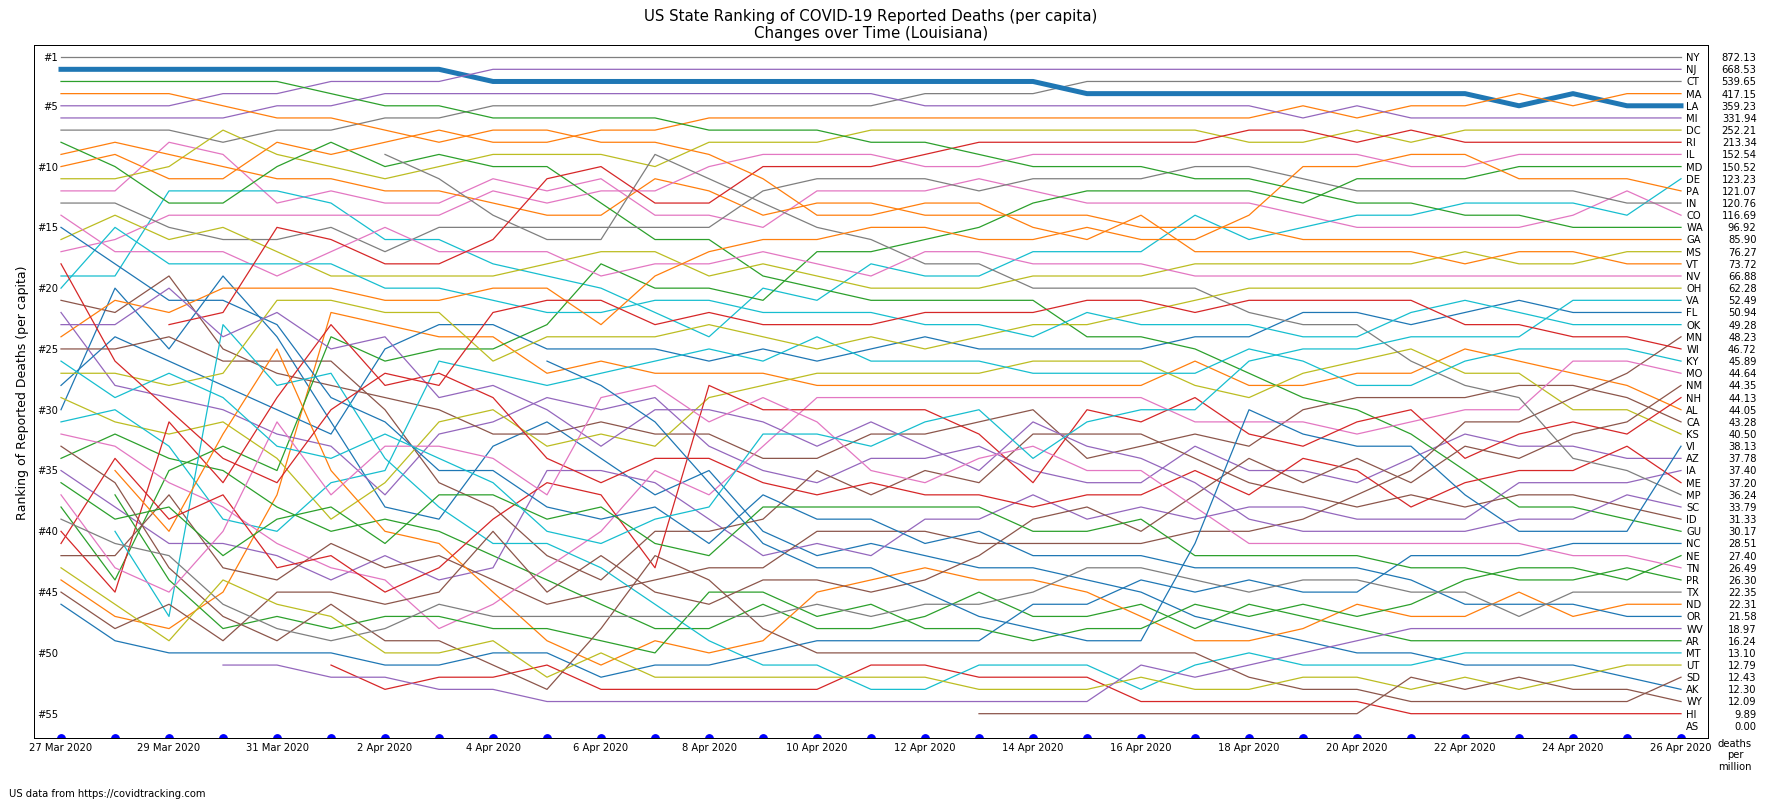 US State Ranking of COVID-19 Reported Deaths (per capita)
Changes over Time (Louisiana)
Ranking of Reported Deaths (per capita)
#1
#5
#10
#15
#20
#25
#30
#35
#40
#45
#50
#55
NY 872.13
NJ 668.53
CT 539.65
MA 417.15
LA 359.23
MI 331.94
DC 252.21
RI 213.34
IL 152.54
MD 150.52
DE 123.23
PA 121.07
IN 120.76
CO 116.69
WA 96.92
GA 85.90
MS 76.27
VT 73.72
NV 66.88
OH 62.28
VA 52.49
FL 50.94
OK 49.28
MN 48.23
WI 46.72
KY 45.89
MO 44.64
NM 44.35
NH 44.13
AL 44.05
CA 43.28
KS 40.50
VI 38.13
AZ 37.78
IA 37.40
ME 37.20
MP 36.24
SC 33.79
ID 31.33
GU 30.17
NC 28.51
NE 27.40
TN 26.49
PR 26.30
TX 22.35
ND 22.31
OR 21.58
WV 18.97
AR 16.24
MT 13.10
UT 12.79
SD 12.43
AK 12.30
WY 12.09
HI 9.89
AS 0.00
27 Mar 2020 29 Mar 2020 31 Mar 2020 2 Apr 2020 4 Apr 2020 6 Apr 2020 8 Apr 2020 10 Apr 2020 12 Apr 2020 14 Apr 2020 16 Apr 2020 18 Apr 2020 20 Apr 2020 22 Apr 2020 24 Apr 2020 26 Apr 2020
deaths
per
million
US data from https://covidtracking.com